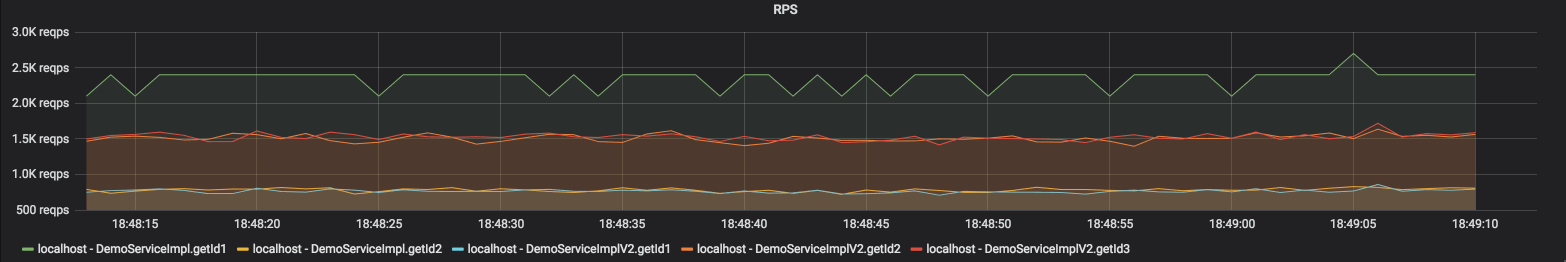 RPS
3.0K reqps
2.5K reqps
2.0K reqps
1.5K reqps
1.0K reqps
500 reqps
18:48:15 18:48:20 18:48:25 18:48:30 18:48:35 18:48:40 18:48:45 18:48:50 18:48:55 18:49:00 18:49:05 18:49:10
localhost - DemoServiceImpl.getId1 localhost - DemoServiceImpl.getId2 localhost - DemoServiceImplV2.getId1 localhost - DemoServiceImplV2.getId2 localhost - DemoServiceImplV2.getId3